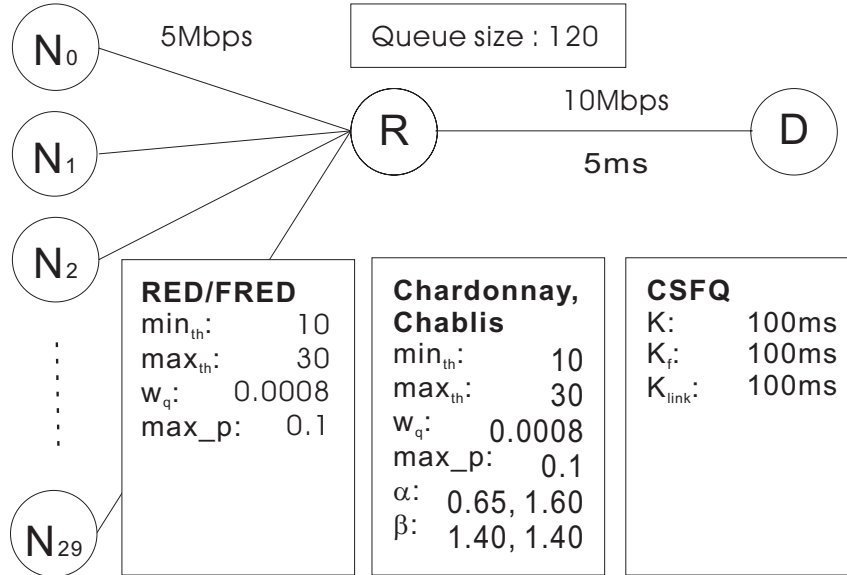 N0
5Mbps
Queue size : 120
N1
R
10Mbps
5ms
D
N2
N29
RED/FRED
minth: 10
maxth: 30
wq: 0.0008
max_p: 0.1
Chardonnay,
Chablis
minth: 10
maxth: 30
wq: 0.0008
max_p: 0.1
α: 0.65, 1.60
β: 1.40, 1.40
CSFQ
K: 100ms
Kf: 100ms
Klink: 100ms